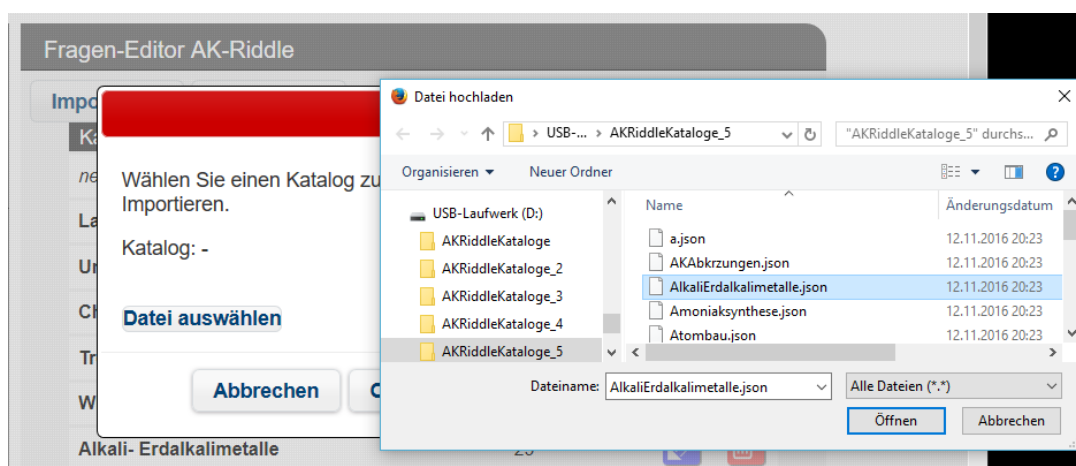 Fragen-Editor AK-Riddle
Impo
Ka
ne
La
Ur
Ch
Tr
W
Alkali- Erdalkalimetalle
Wählen Sie einen Katalog zu
Importieren.
Katalog: -
Datei auswählen
Abbrechen
Datei hochladen
USB-... › AKRiddleKataloge_5
"AKRiddleKataloge_5" durchs...
Organisieren
Neuer Ordner
USB-Laufwerk (D:)
AKRiddleKataloge
AKRiddleKataloge_2
AKRiddleKataloge_3
AKRiddleKataloge_4
AKRiddleKataloge_5
Name Änderungsdatum
a.json 12.11.2016 20:23
AKAbkrzungen.json 12.11.2016 20:23
AlkaliErdalkalimetalle.json 12.11.2016 20:23
Amoniaksynthese.json 12.11.2016 20:23
Atombau.json 12.11.2016 20:23
Dateiname: AlkaliErdalkalimetalle.json
Alle Dateien (*.*)
Öffnen
Abbrechen